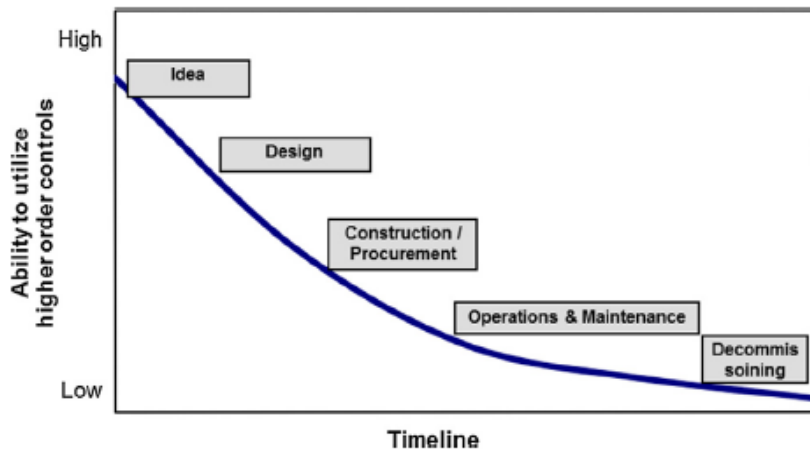 High
Idea
Design
Construction /
Procurement
Operations & Maintenance
Decommis
soining
Low
Ability to utilize
higher order controls
Timeline